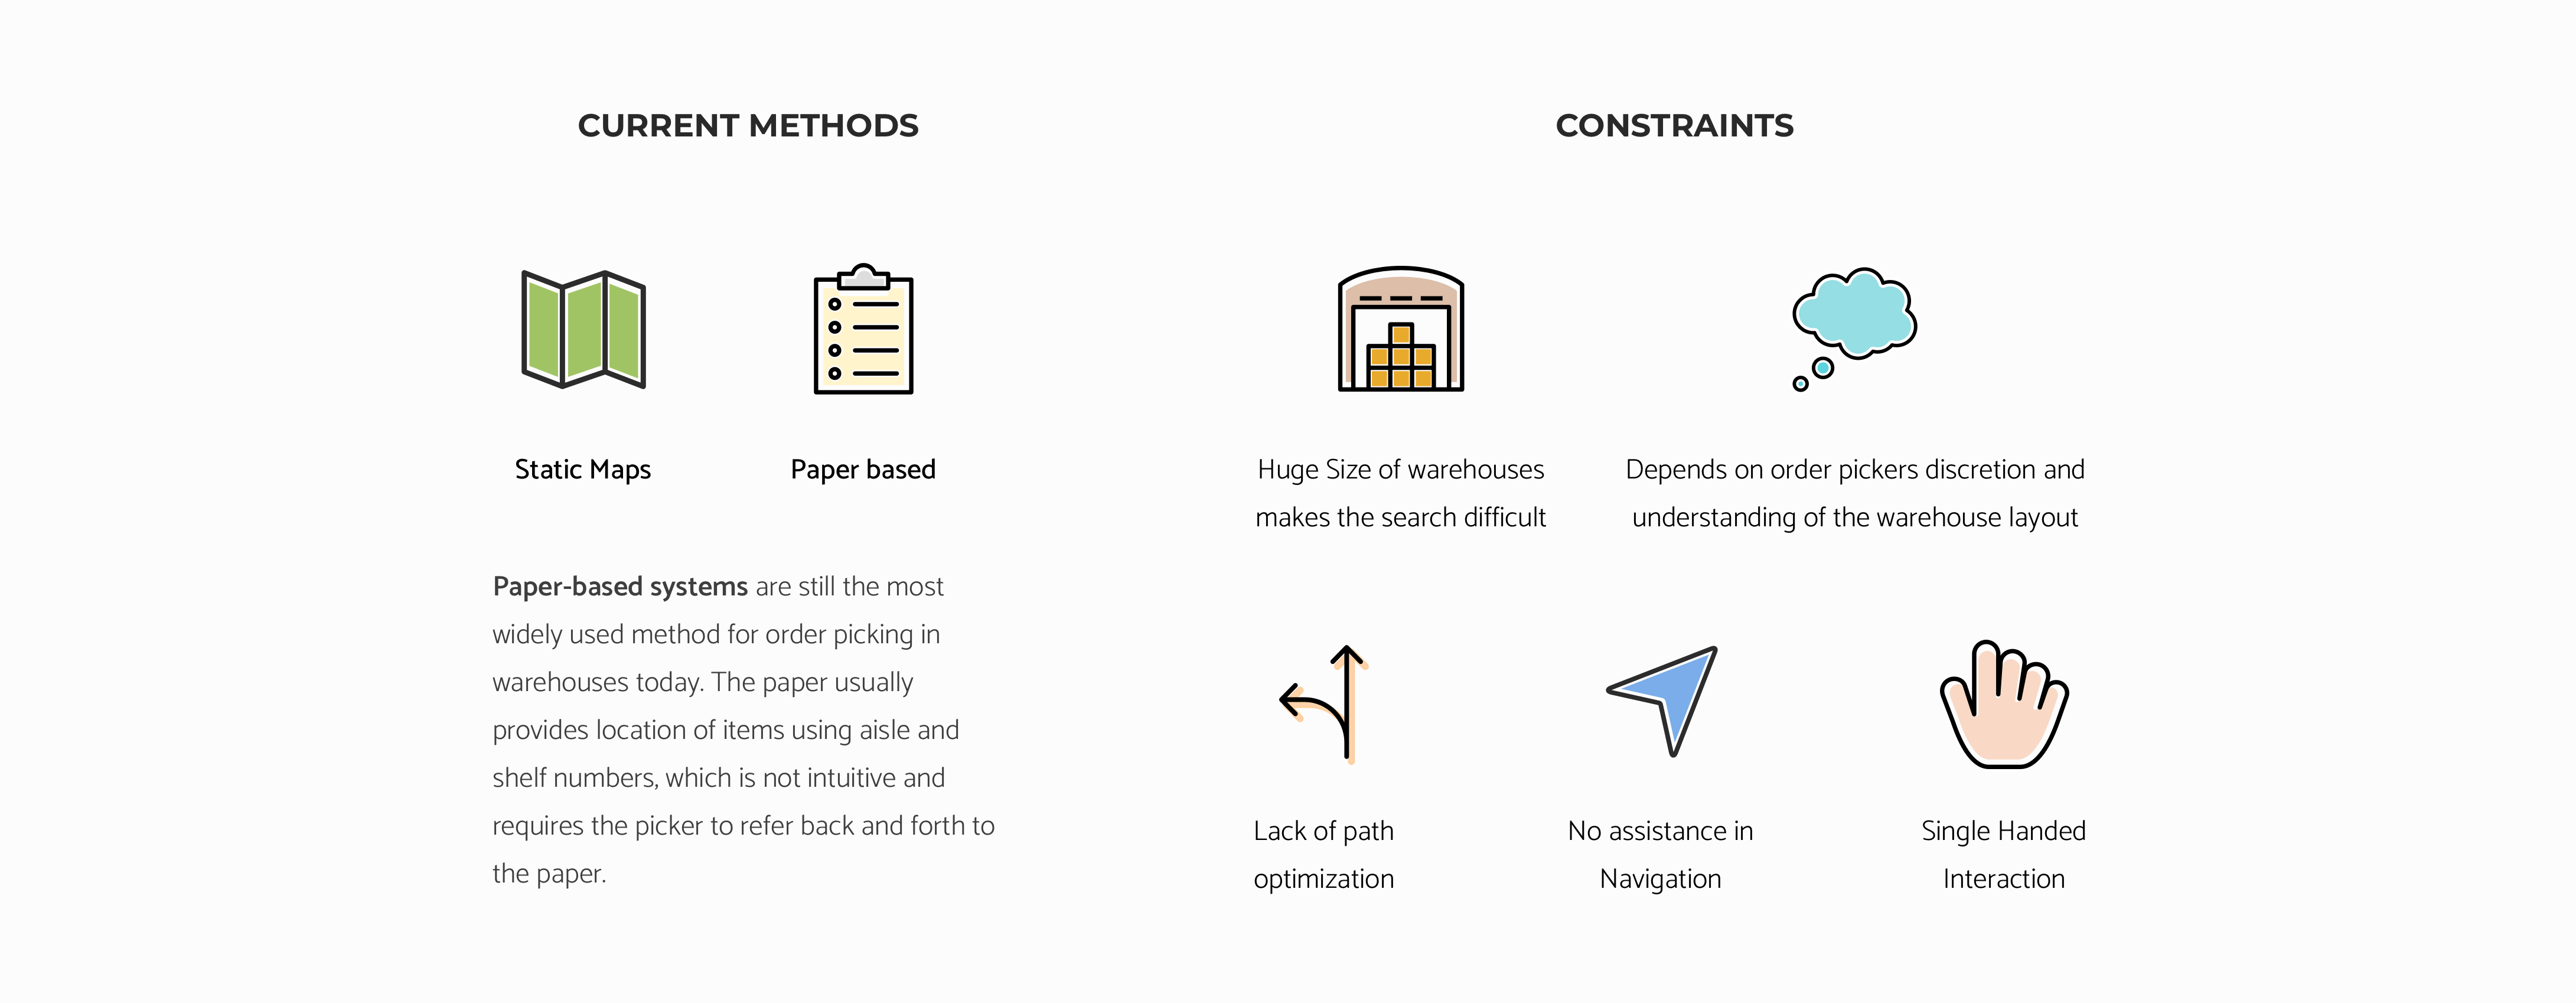 CURRENT METHODS
Static Maps
Paper based
Paper-based systems are still the most
widely used method for order picking in
warehouses today. The paper usually
provides location of items using aisle and
shelf numbers, which is not intuitive and
requires the picker to refer back and forth to
the paper.
CONSTRAINTS
Huge Size of warehouses
makes the search difficult
Depends on order pickers discretion and
understanding of the warehouse layout
Lack of path
optimization
No assistance in
Navigation
Single Handed
Interaction